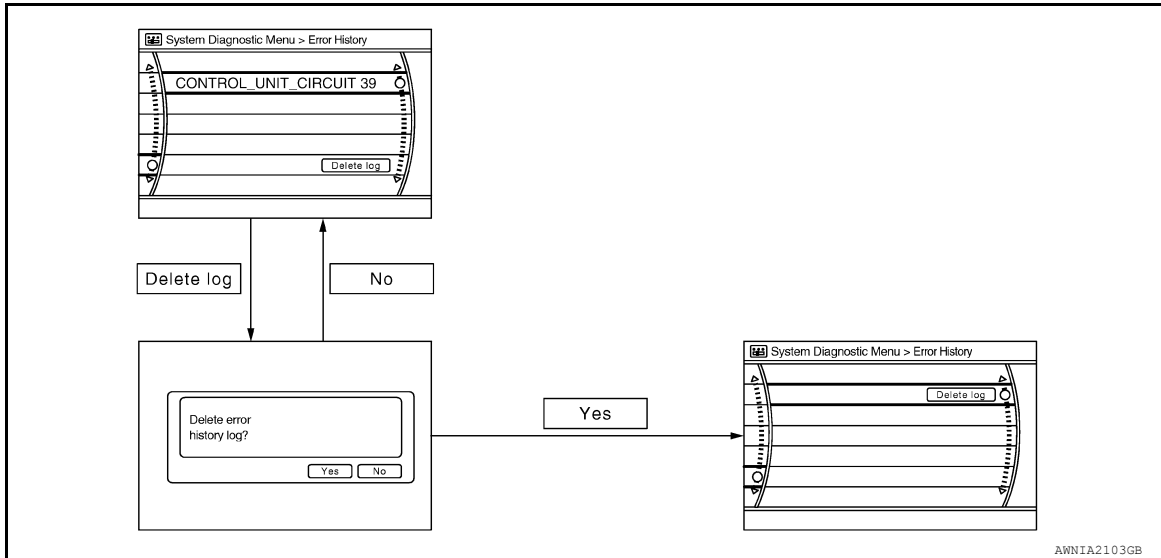 System Diagnostic Menu > Error History
CONTROL_UNIT_CIRCUIT 39
Delete log
Delete log
No
Delete error
history log?
Yes No
Yes
System Diagnostic Menu > Error History
Delete log
AWNIA2103GB